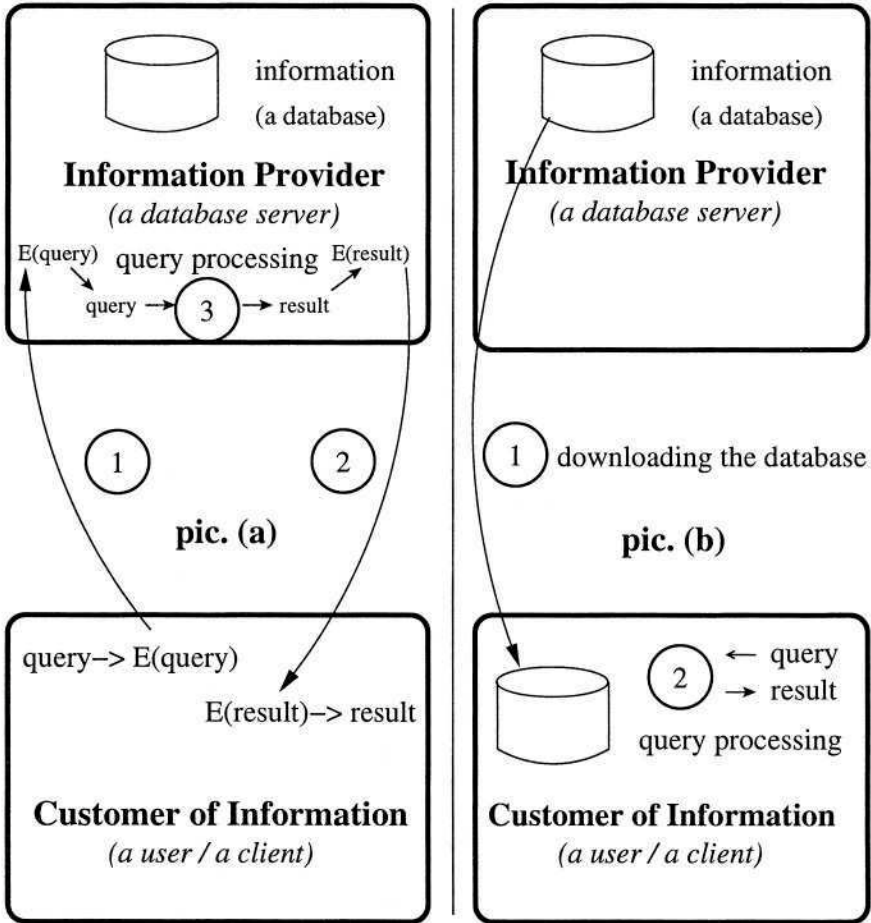 information
(a database)
Information Provider
(a database server)
E(query)
query processing
E(result)
query
3
result
1
2
pic. (a)
query–> E(query)
E(result)–> result
Customer of Information
(a user / a client)
information
(a database)
Information Provider
(a database server)
1
downloading the database
pic. (b)
2
query
result
query processing
Customer of Information
(a user / a client)